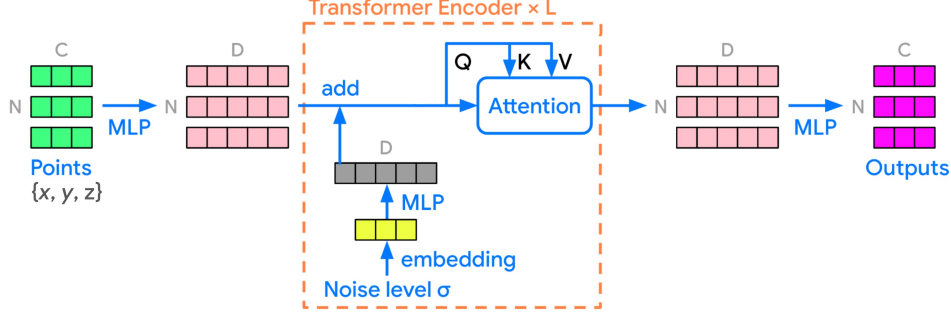 Transformer Encoder × L
C
D
Q
K
V
D
C
N
MLP
N
add
Attention
N
MLP
N
Points
{x, y, z}
D
MLP
embedding
Noise level σ
Outputs